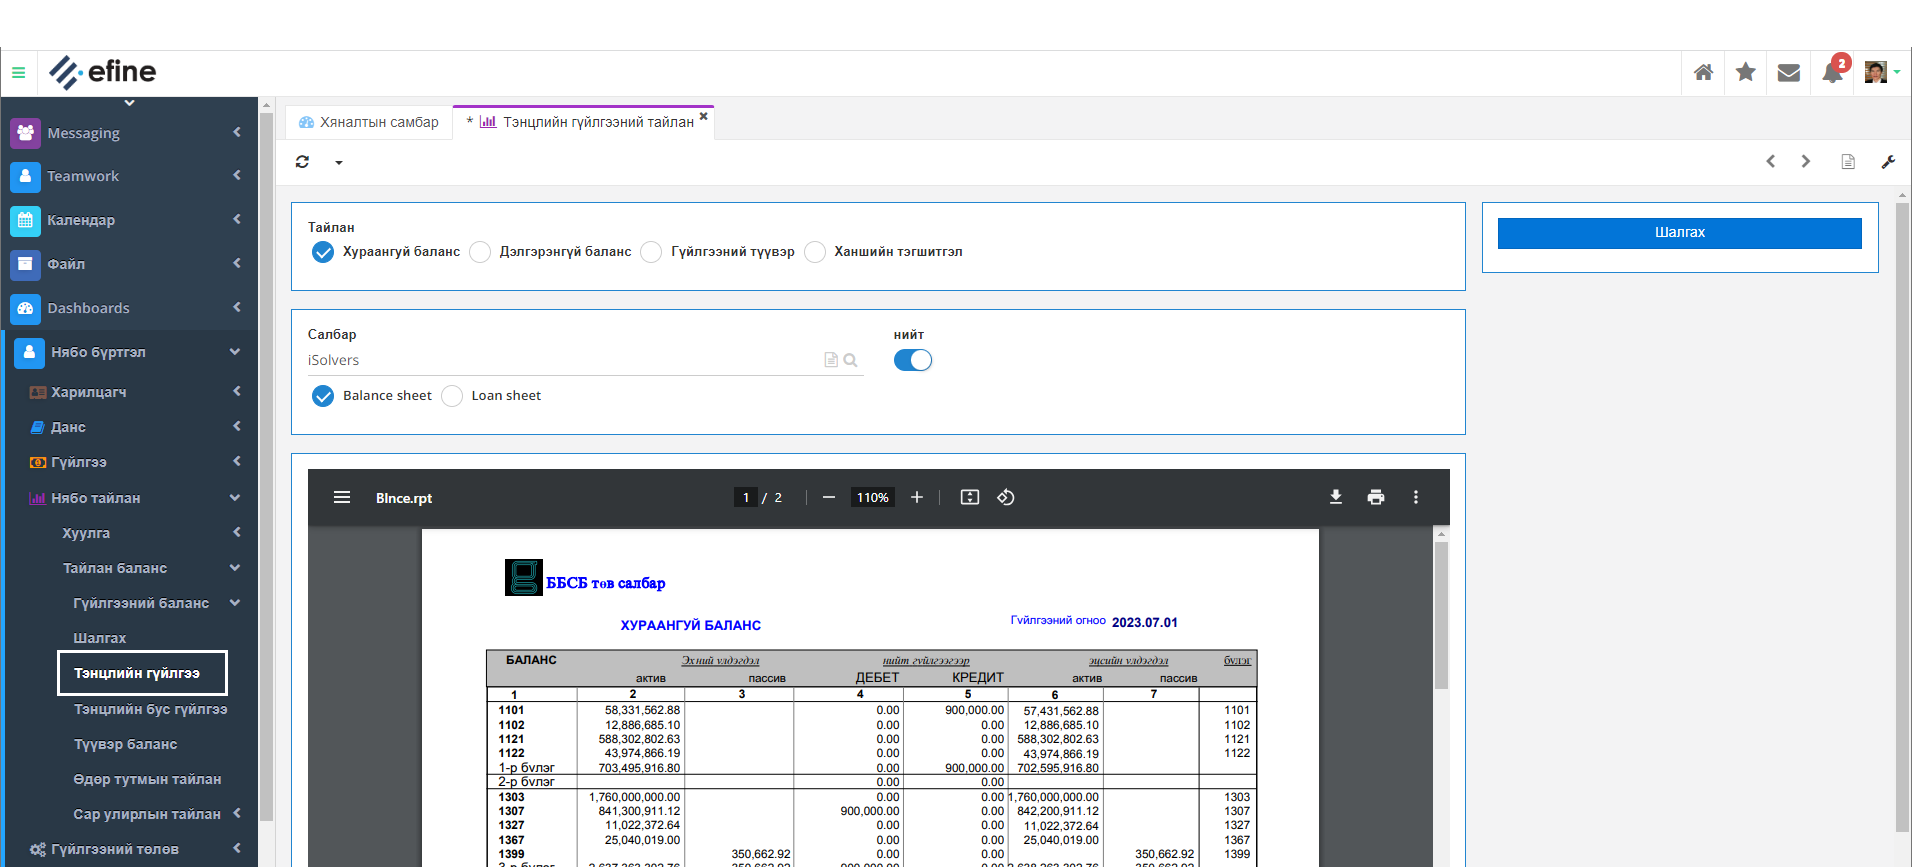 efine
2
Messaging
Teamwork
Календар
Файл
Dashboards
Нябо бүртгэл
Харилцагч
Данс
Гүйлгээ
Нябо тайлан
Хуулга
Тайлан баланс
Гүйлгээний баланс
Шалгах
Тэнцлийн гүйлгээ
Тэнцлийн бус гүйлгээ
Түүвэр баланс
Өдөр тутмын тайлан
Сар улирлын тайлан
Гүйлгээний төлөв
Хяналтын самбар
* Тэнцлийн гүйлгээний тайлан
Тайлан
Хураангуй баланс Дэлгэрэнгүй баланс Гүйлгээний түүвэр Ханшийн тэгшитгэл
Шалгах
Салбар нийт
iSolvers
Balance sheet Loan sheet
Blnce.rpt 1 / 2 110%
ББСБ төв салбар
ХУРААНГУЙ БАЛАНС Гүйлгээний огноо 2023.07.01
БАЛАНС Эхний үлдэгдэл нийт гүйлгээгээр эцсийн үлдэгдэл бүлэг
актив пассив ДЕБЕТ КРЕДИТ актив пассив
1 2 3 4 5 6 7
1101 58,331,562.88 0.00 900,000.00 57,431,562.88 1101
1102 12,886,685.10 0.00 0.00 12,886,685.10 1102
1121 588,302,802.63 0.00 0.00 588,302,802.63 1121
1122 43,974,866.19 0.00 0.00 43,974,866.19 1122
1-р бүлэг 703,495,916.80 0.00 900,000.00 702,595,916.80
2-р бүлэг 0.00 0.00
1303 1,760,000,000.00 0.00 0.00 1,760,000,000.00 1303
1307 841,300,911.12 900,000.00 0.00 842,200,911.12 1307
1327 11,022,372.64 0.00 0.00 11,022,372.64 1327
1367 25,040,019.00 0.00 0.00 25,040,019.00 1367
1399 350,662.92 0.00 0.00 350,662.92 1399